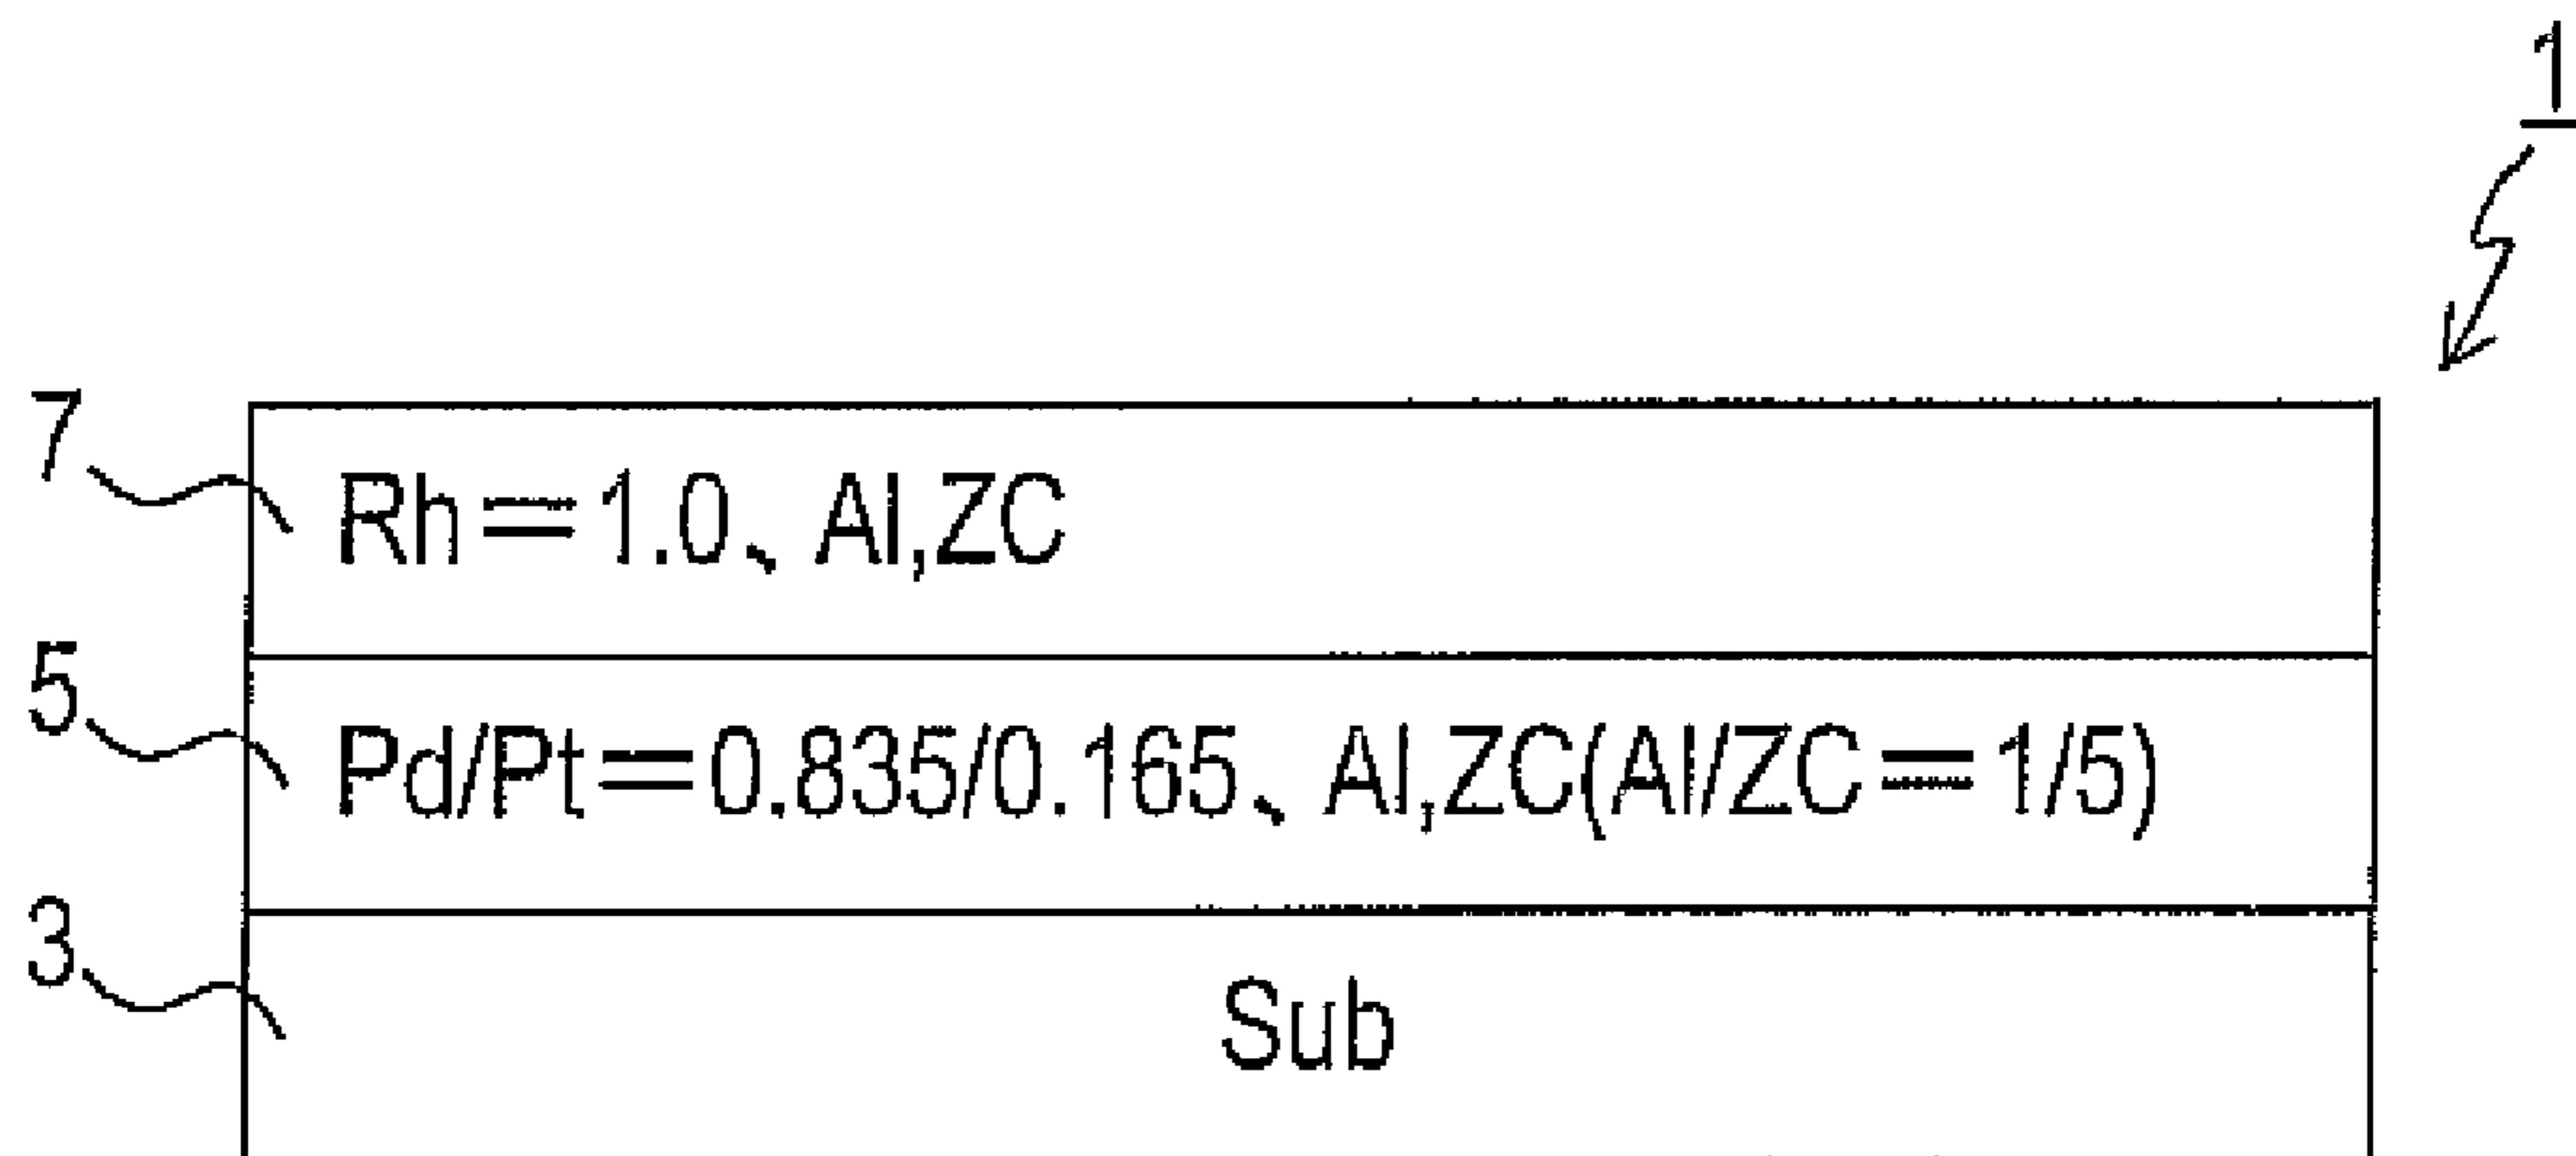 1
7
Rh=1.0、Al,ZC
5
Pd/Pt=0.835/0.165、Al,ZC(Al/ZC=1/5)
3
Sub